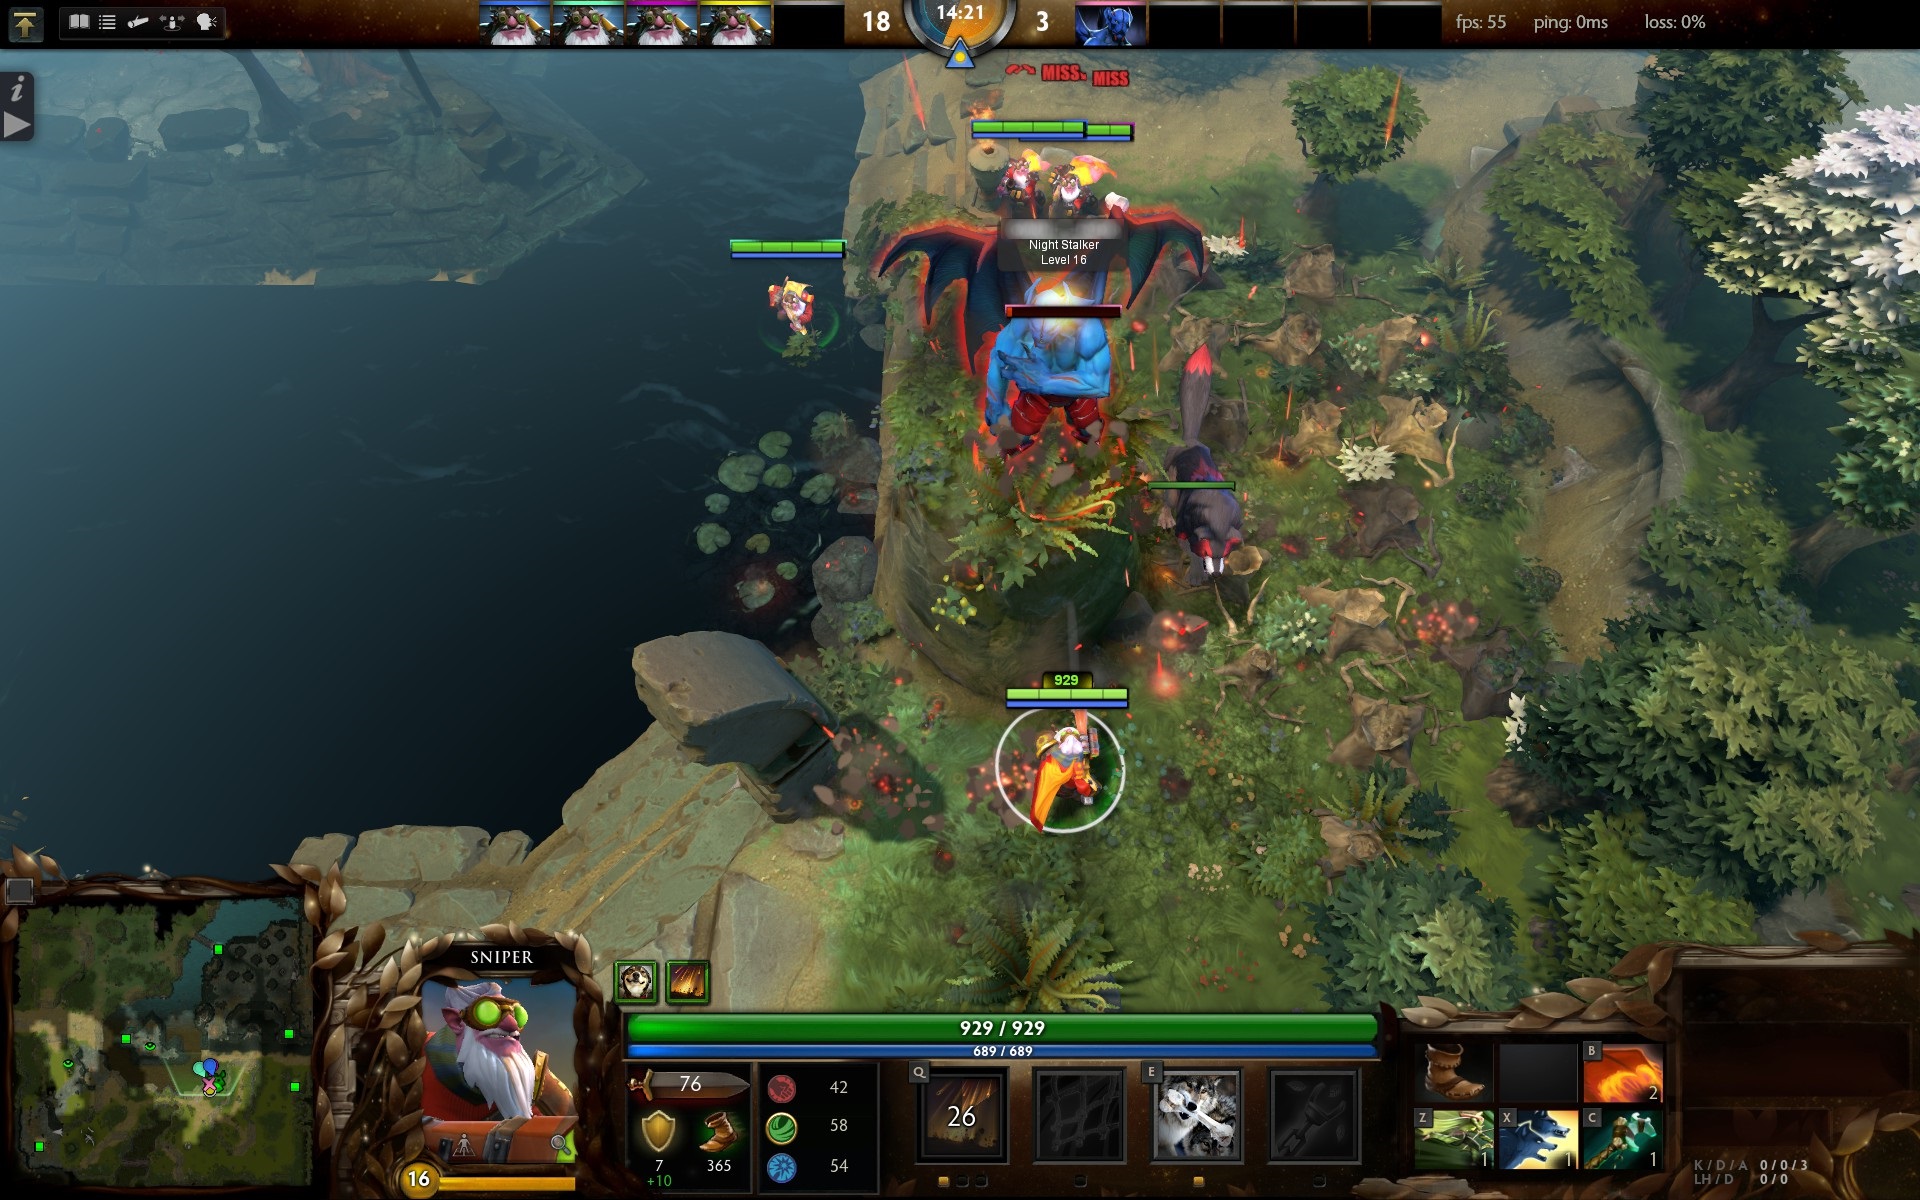 18
14:21
3
fps: 55
ping: 0ms
loss: 0%
MISS
MISS
Night Stalker
Level 16
929
SNIPER
16
929 / 929
689 / 689
76
7
+10
365
42
58
54
Q
26
E
B
2
Z
1
X
1
C
1
K / D / A 0/0/3
LH / D 0/0